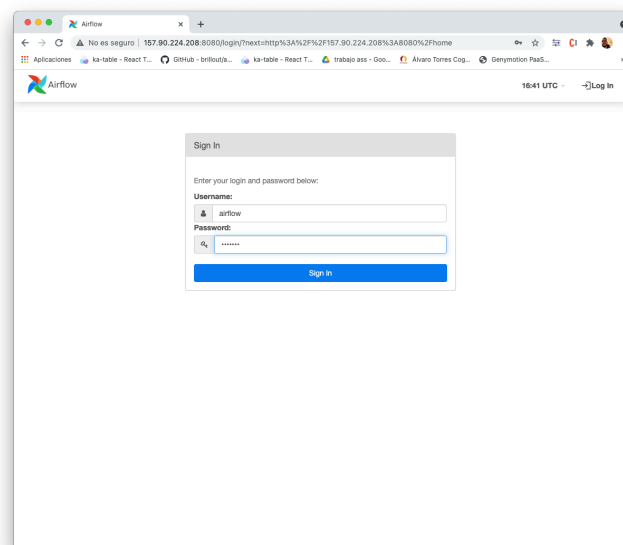 Airflow
No es seguro | 157.90.224.208:8080/login/?next=http%3A%2F%2F157.90.224.208%3A8080%2Fhome
Aplicaciones ka-table - React T... GitHub - brillout/a... ka-table - React T... trabajo ass - Goo... Álvaro Torres Cog... Genymotion PaaS...
Airflow 16:41 UTC Log In
Sign In
Enter your login and password below:
Username:
airflow
Password:
•••••••
Sign In